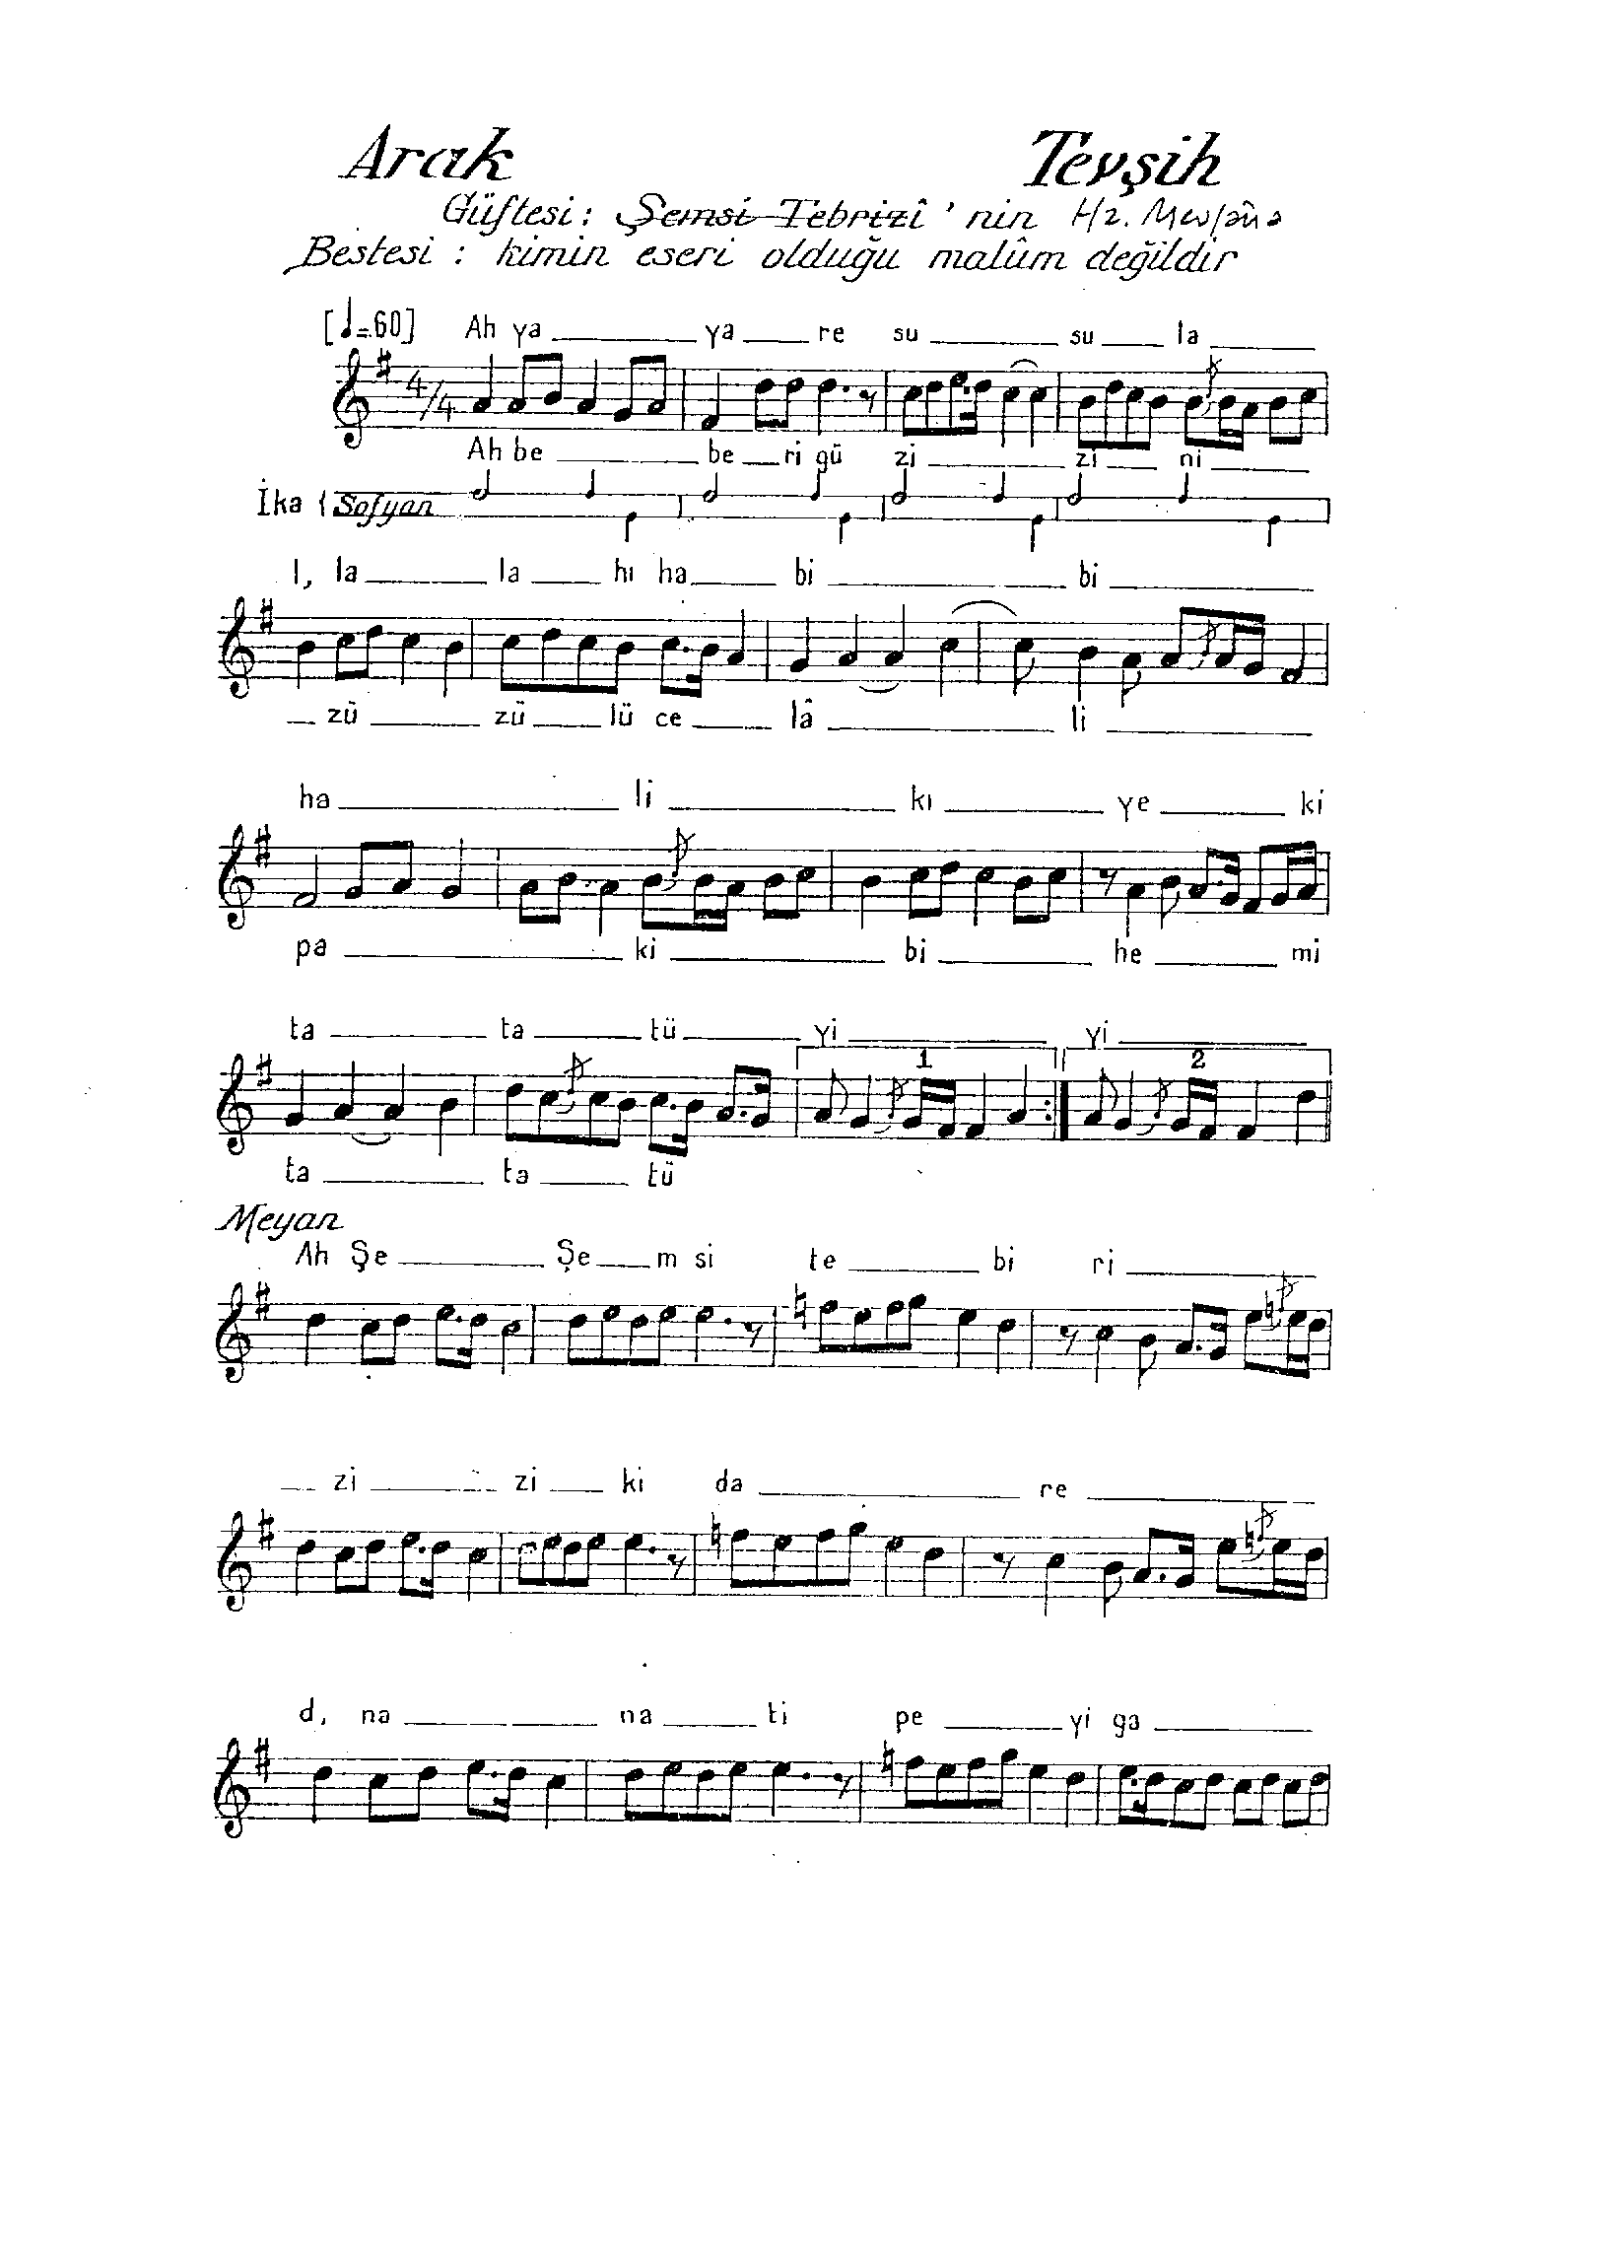 Arak Tevşih
Güftesi: Şemsi Tebrizî'nin Hz. Mevlâna
Bestesi : kimin eseri olduğu malûm değildir
[♩=60] Ah ya ya re su su la
4/4
Ah be be ri gü zi zi ni
İka { Sofyan
l, la la hı ha bi bi
zü zü lü ce lâ li
ha li kı ye ki
pa ki bi he mi
ta ta tü yi yi
1 2
ta ta tü
Meyan
Ah Şe Şe m si te bi ri
zi zi ki da re
d, na na ti pe yi ga